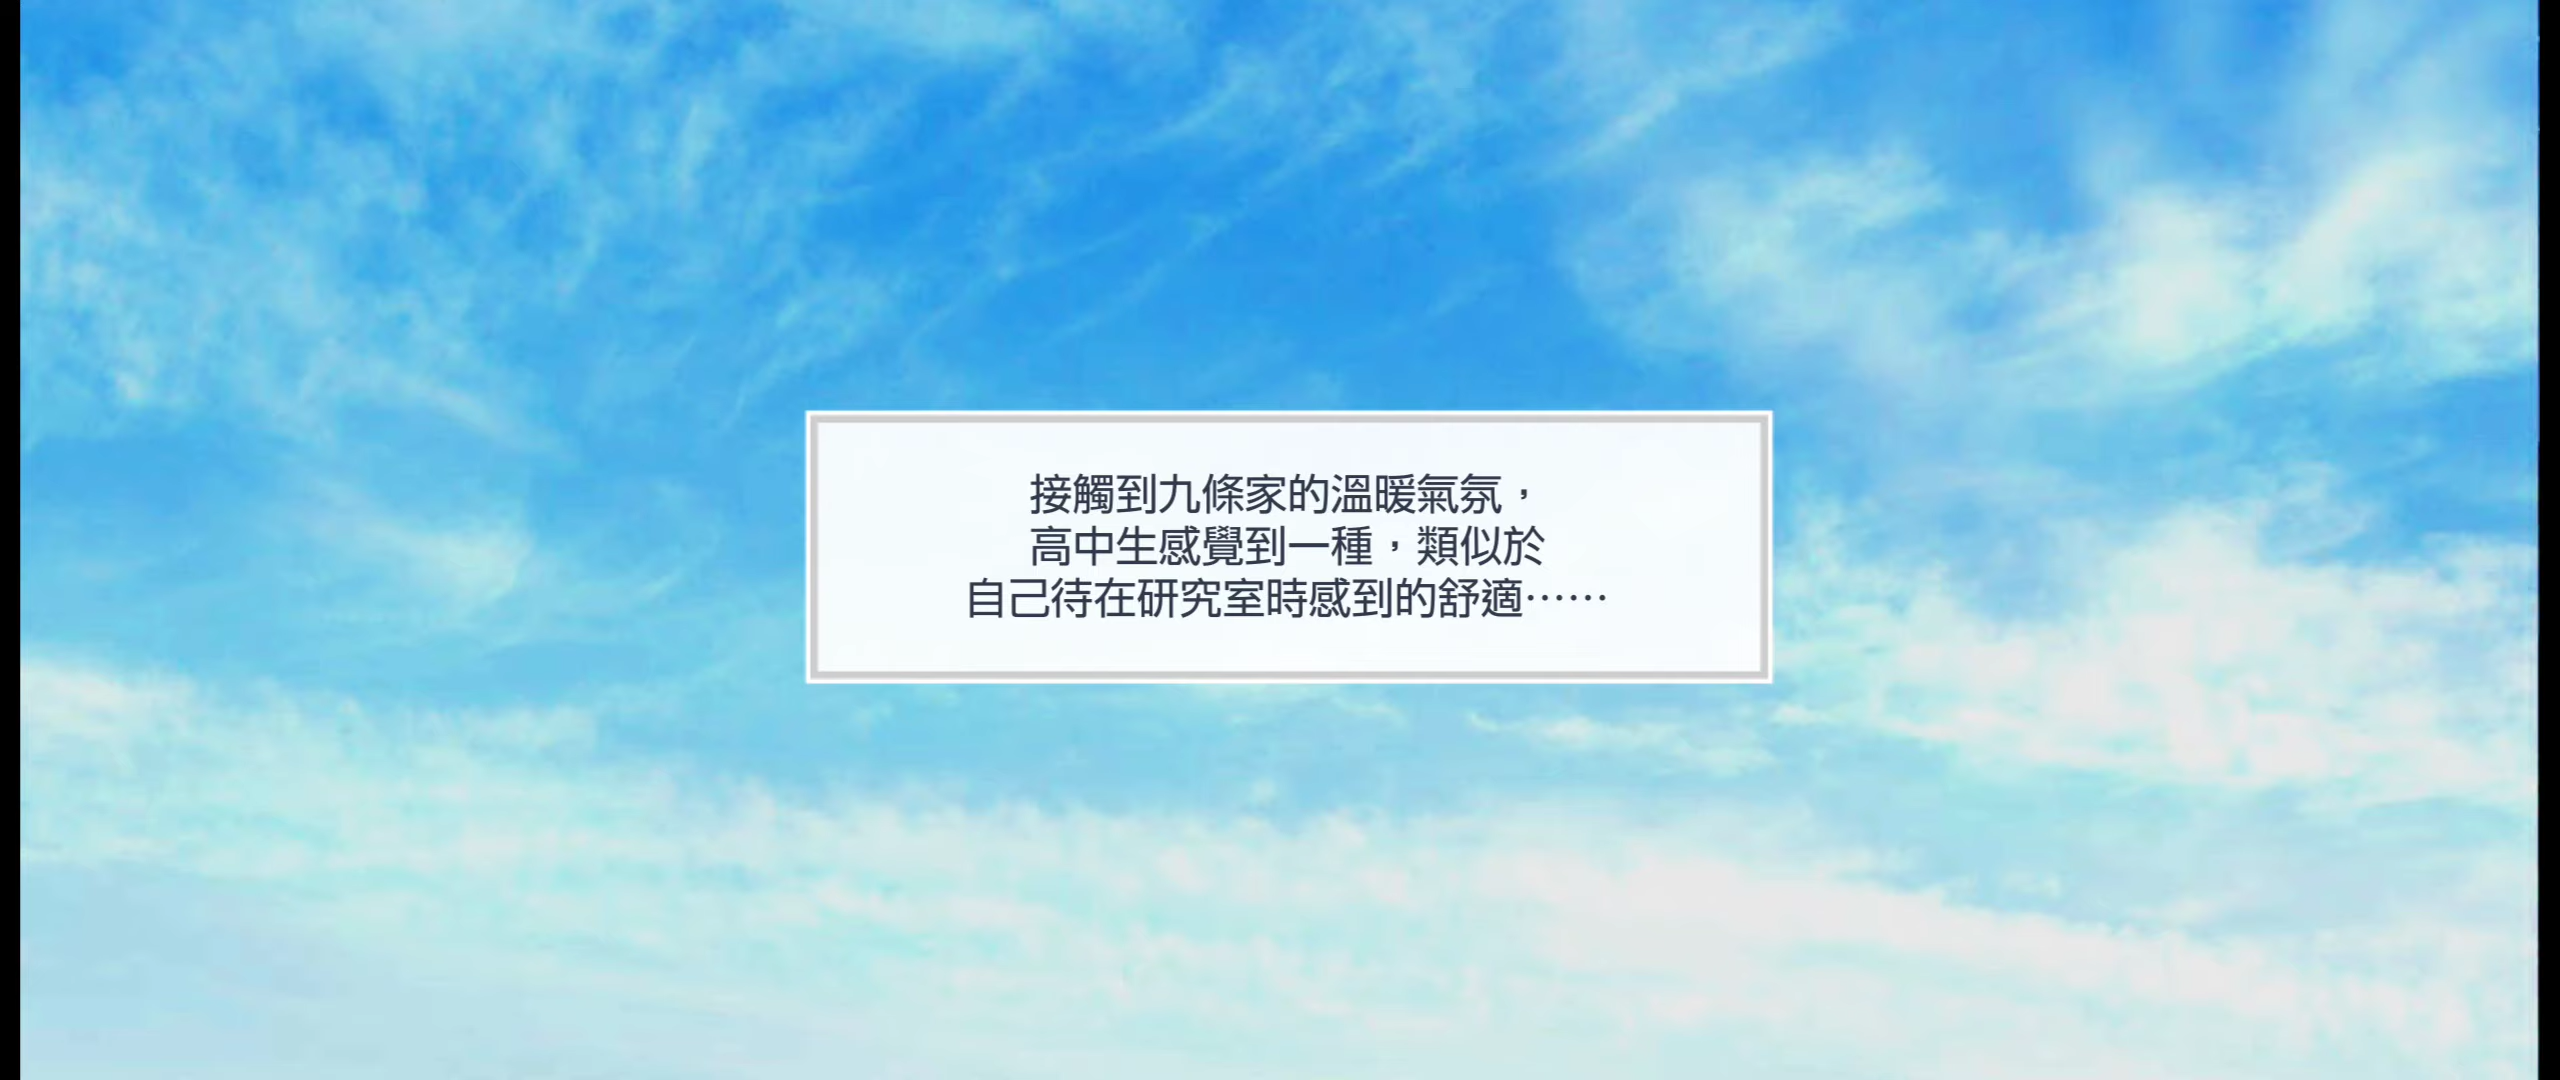 接觸到九條家的溫暖氣氛，
高中生感覺到一種，類似於
自己待在研究室時感到的舒適……